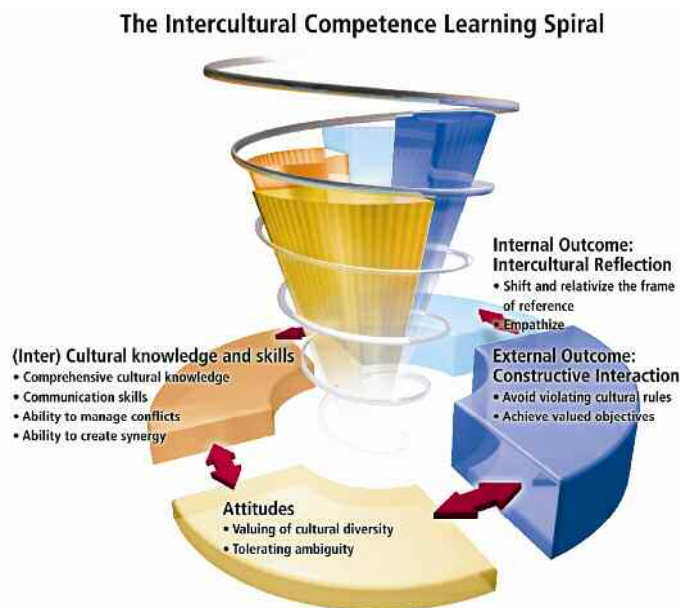 The Intercultural Competence Learning Spiral
Internal Outcome:
Intercultural Reflection
• Shift and relativize the frame
of reference
• Empathize
(Inter) Cultural knowledge and skills
• Comprehensive cultural knowledge
• Communication skills
• Ability to manage conflicts
• Ability to create synergy
External Outcome:
Constructive Interaction
• Avoid violating cultural rules
• Achieve valued objectives
Attitudes
• Valuing of cultural diversity
• Tolerating ambiguity